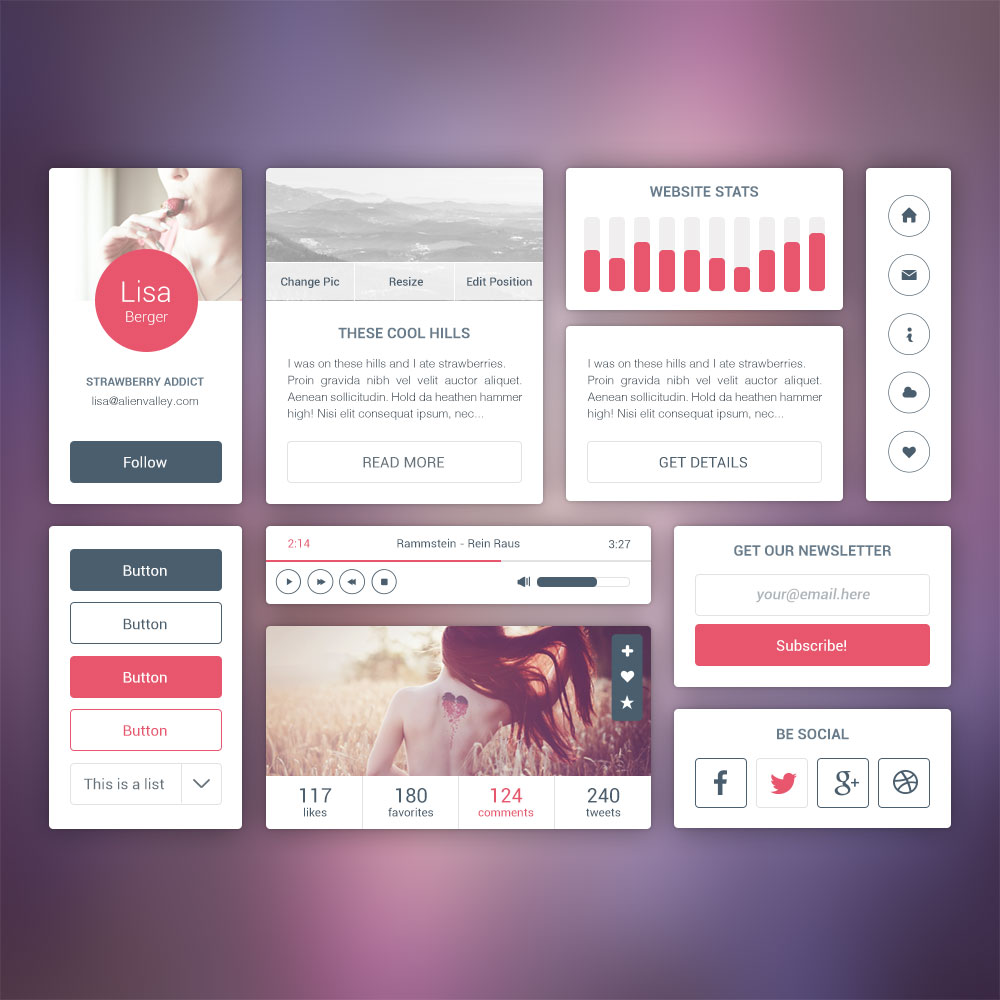 Lisa
Berger
STRAWBERRY ADDICT
lisa@alienvalley.com
Follow
Change Pic
Resize
Edit Position
THESE COOL HILLS
I was on these hills and I ate strawberries.
Proin gravida nibh vel velit auctor aliquet.
Aenean sollicitudin. Hold da heathen hammer
high! Nisi elit consequat ipsum, nec...
READ MORE
WEBSITE STATS
I was on these hills and I ate strawberries.
Proin gravida nibh vel velit auctor aliquet.
Aenean sollicitudin. Hold da heathen hammer
high! Nisi elit consequat ipsum, nec...
GET DETAILS
Button
Button
Button
Button
This is a list
2:14
Rammstein - Rein Raus
3:27
117
likes
180
favorites
124
comments
240
tweets
GET OUR NEWSLETTER
your@email.here
Subscribe!
BE SOCIAL